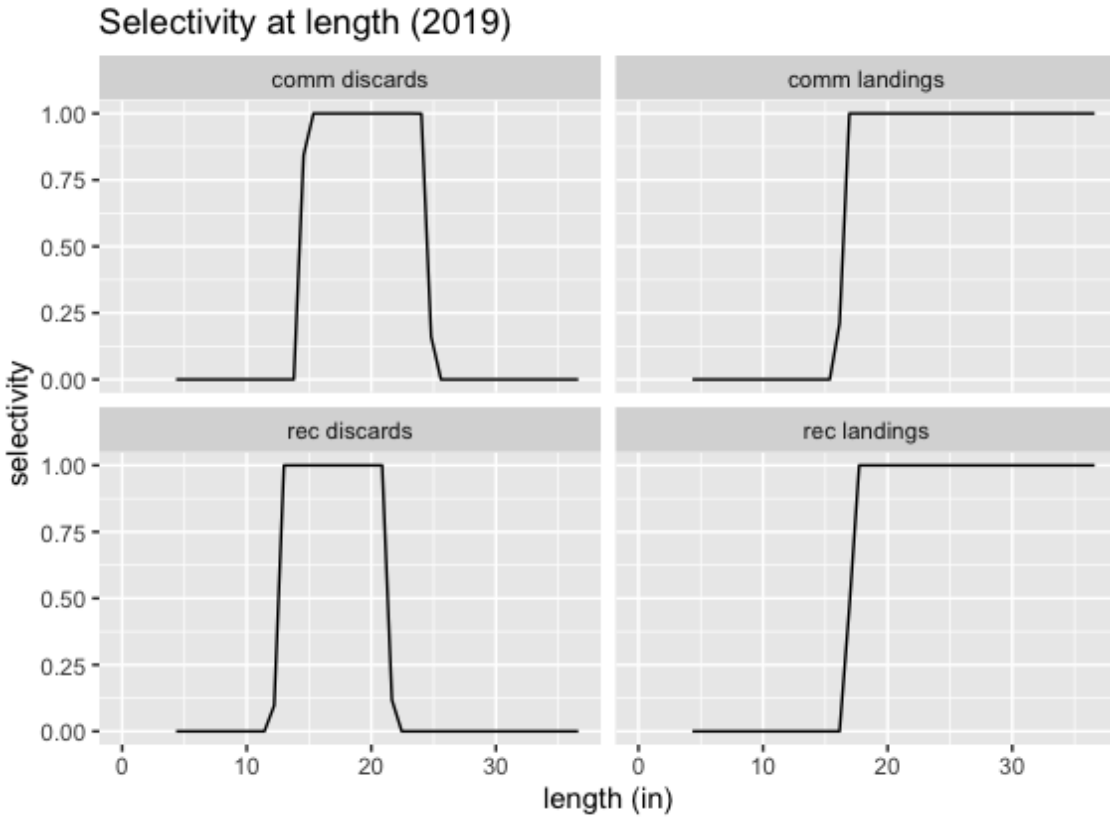 Selectivity at length (2019)
comm discards
comm landings
1.00
0.75
0.50
0.25
0.00
rec discards
rec landings
1.00
0.75
0.50
0.25
0.00
selectivity
0 10 20 30
0 10 20 30
length (in)